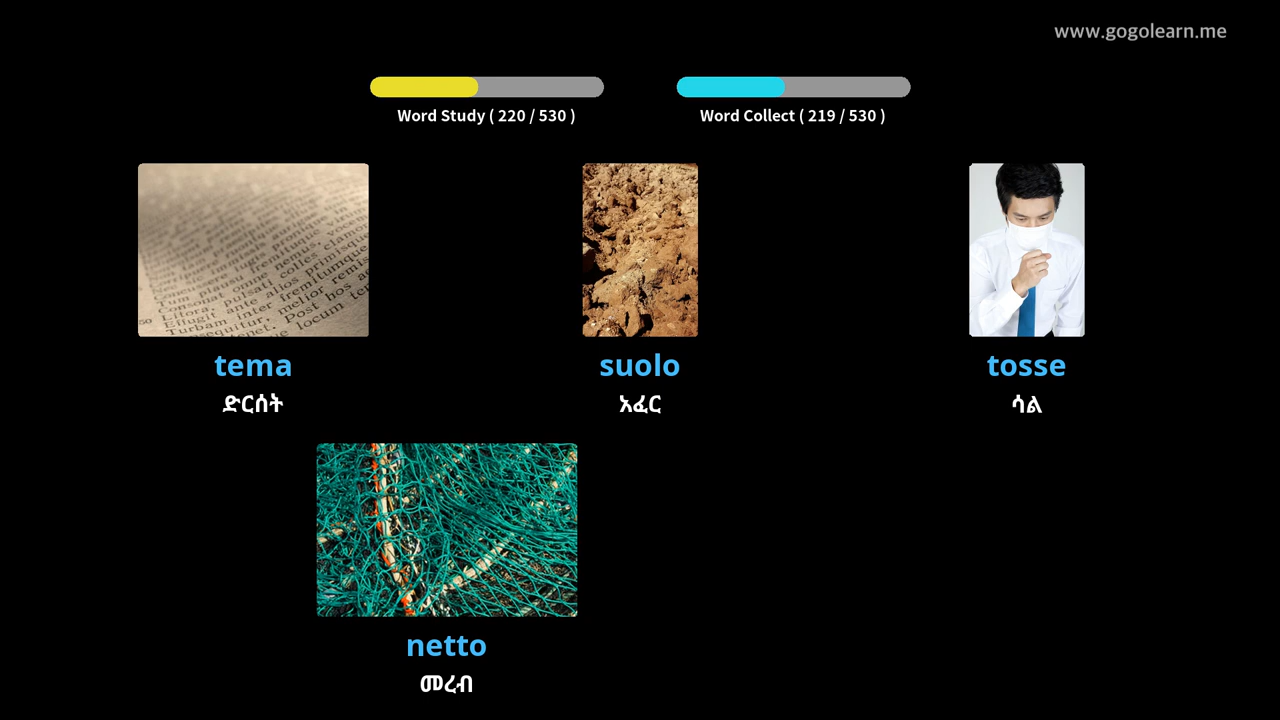 www.gogolearn.me
Word Study ( 220 / 530 )
Word Collect ( 219 / 530 )
tema
ድርሰት
suolo
አፈር
tosse
ሳል
netto
መረብ